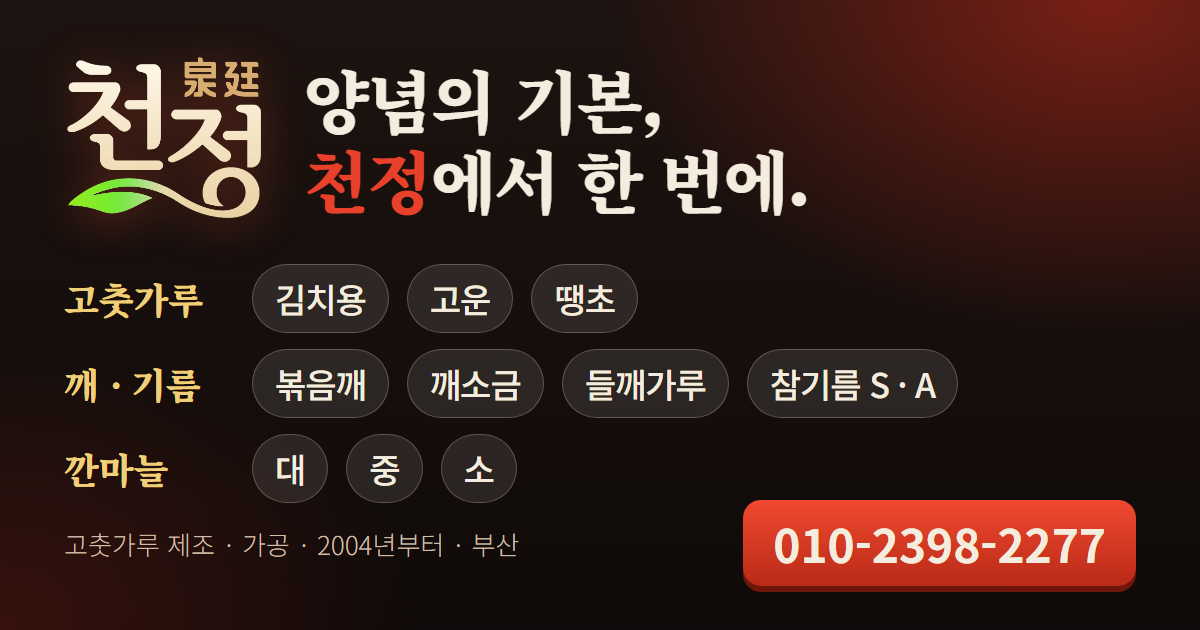 천정 泉廷
양념의 기본,
천정에서 한 번에.
고춧가루 김치용 고운 땡초
깨 · 기름 볶음깨 깨소금 들깨가루 참기름 S · A
깐마늘 대 중 소
고춧가루 제조 · 가공 · 2004년부터 · 부산
010-2398-2277